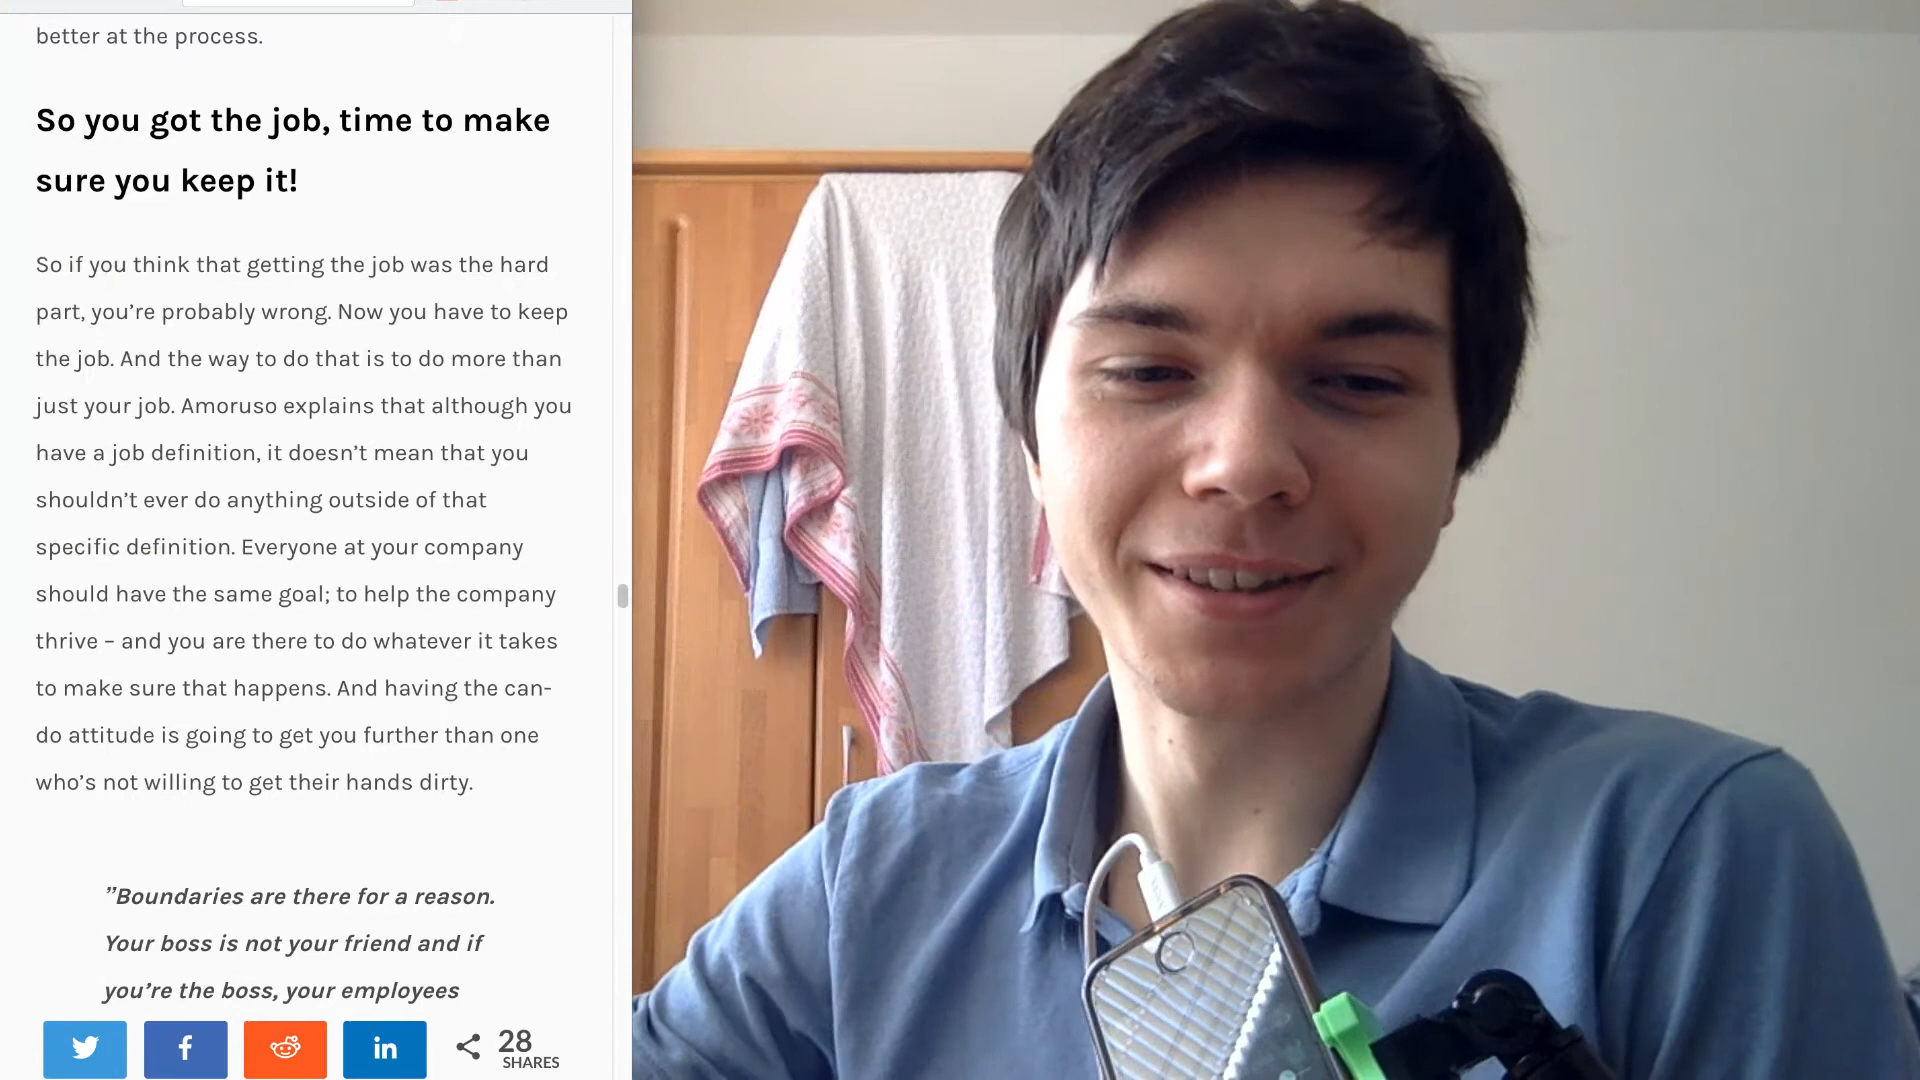 better at the process.
So you got the job, time to make
sure you keep it!
So if you think that getting the job was the hard
part, you’re probably wrong. Now you have to keep
the job. And the way to do that is to do more than
just your job. Amoruso explains that although you
have a job definition, it doesn’t mean that you
shouldn’t ever do anything outside of that
specific definition. Everyone at your company
should have the same goal; to help the company
thrive – and you are there to do whatever it takes
to make sure that happens. And having the can-
do attitude is going to get you further than one
who’s not willing to get their hands dirty.
”Boundaries are there for a reason.
Your boss is not your friend and if
you’re the boss, your employees
28
SHARES